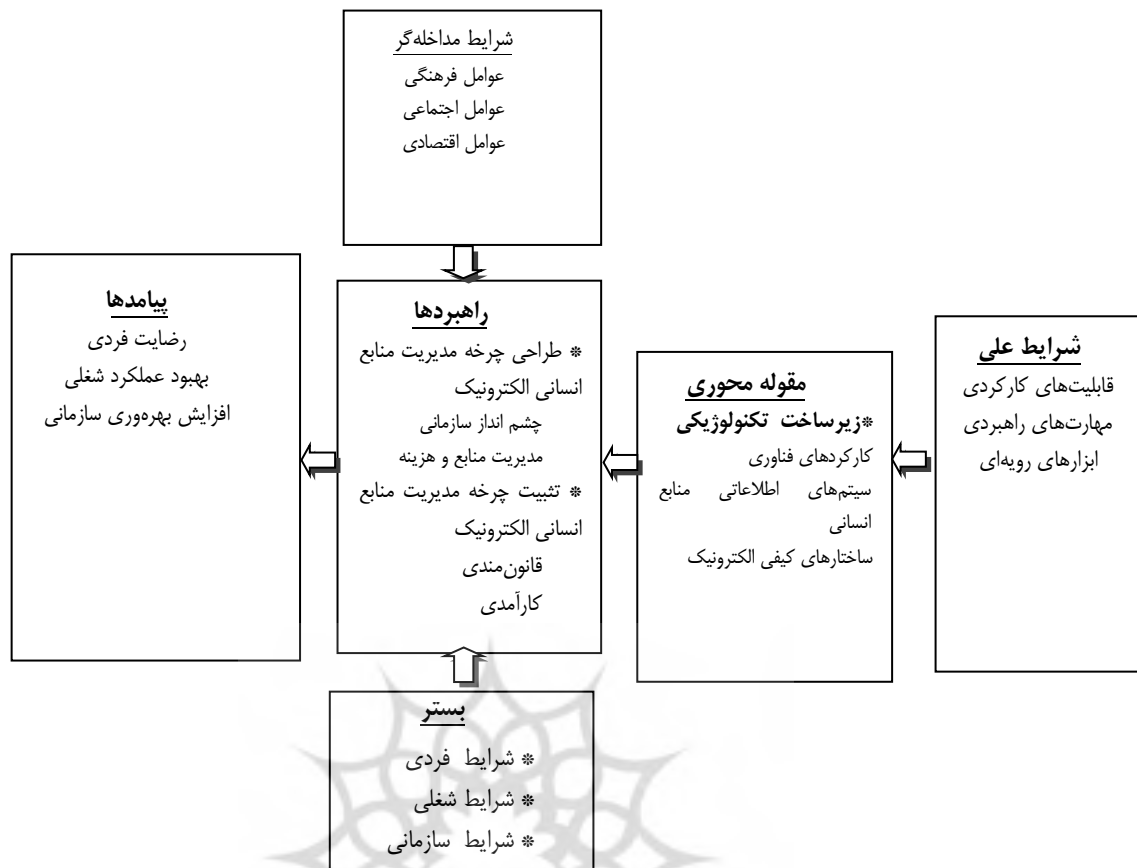 شرایط مداخله‌گر
عوامل فرهنگی
عوامل اجتماعی
عوامل اقتصادی
شرایط علی
قابلیت‌های کارکردی
مهارت‌های راهبردی
ابزارهای رویه‌ای
مقوله محوری
*زیرساخت تکنولوژیکی
کارکردهای فناوری
سیتم‌های اطلاعاتی منابع
انسانی
ساختارهای کیفی الکترونیک
راهبردها
* طراحی چرخه مدیریت منابع
انسانی الکترونیک
چشم انداز سازمانی
مدیریت منابع و هزینه
* تثبیت چرخه مدیریت منابع
انسانی الکترونیک
قانون‌مندی
کارآمدی
پیامدها
رضایت فردی
بهبود عملکرد شغلی
افزایش بهره‌وری سازمانی
بستر
* شرایط فردی
* شرایط شغلی
* شرایط سازمانی